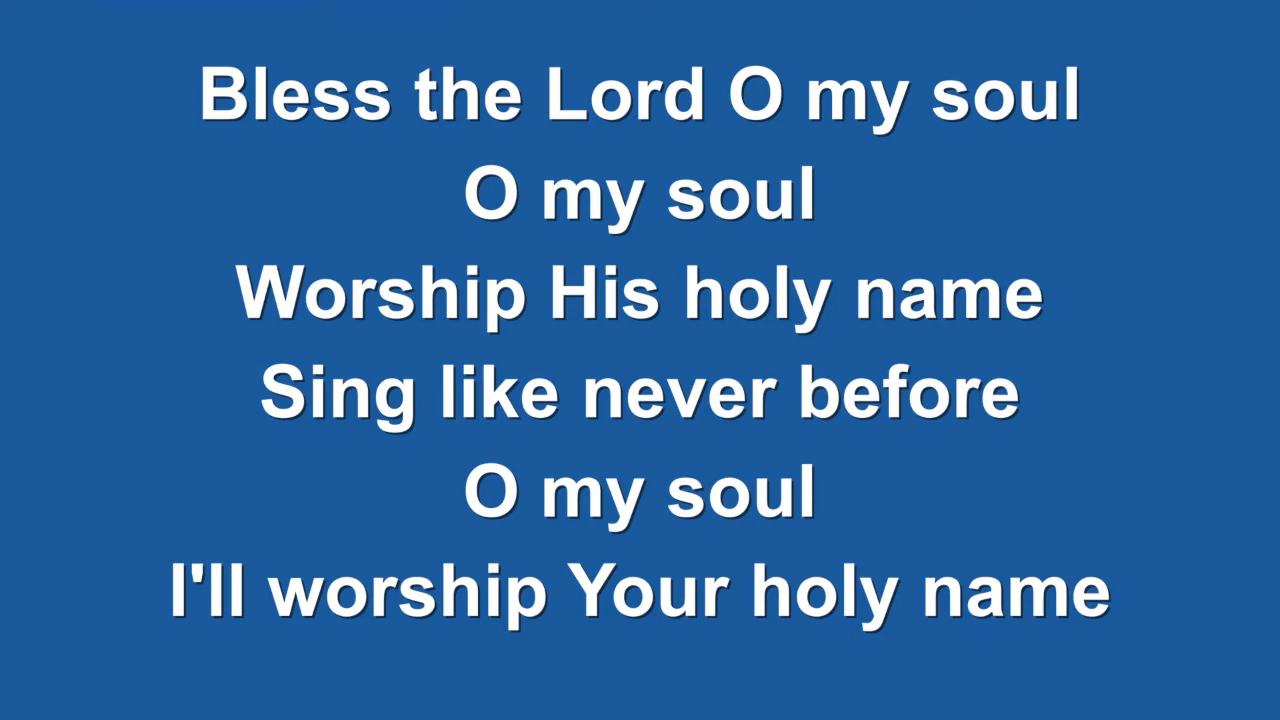 Bless the Lord O my soul
O my soul
Worship His holy name
Sing like never before
O my soul
I'll worship Your holy name